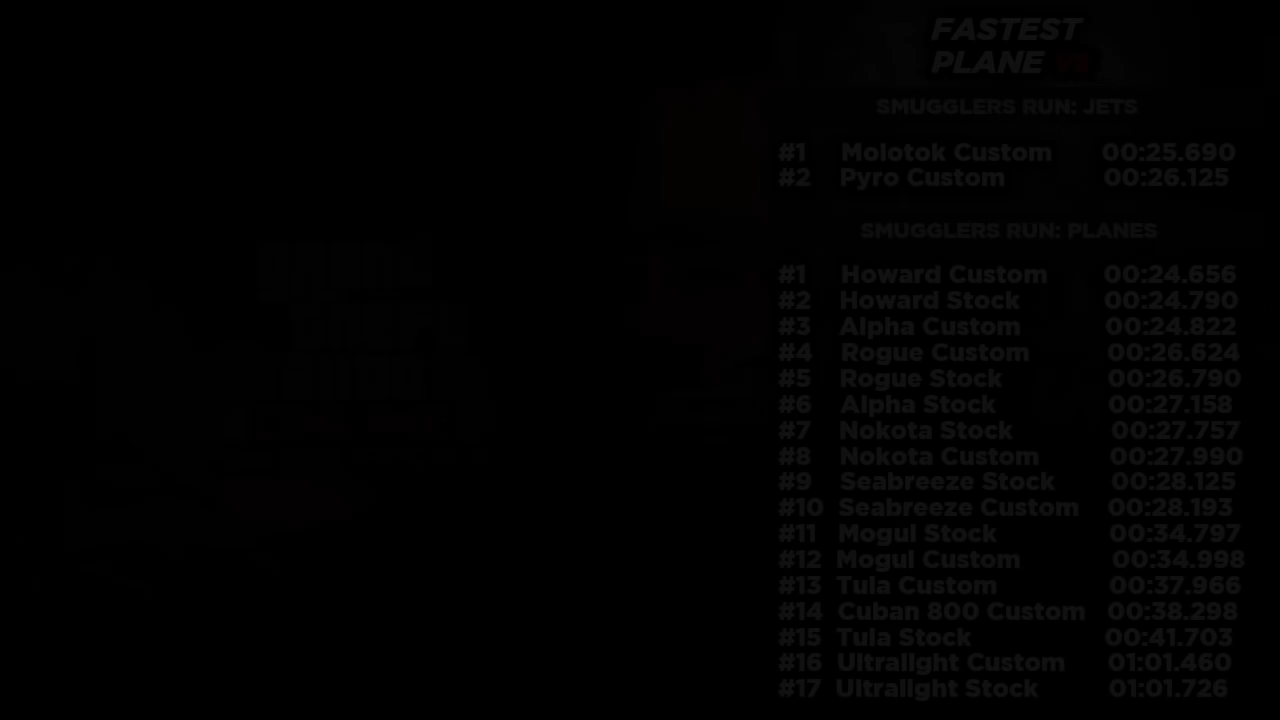 FASTEST
PLANE
SMUGGLERS RUN: JETS
#1 Molotok Custom 00:25.690
#2 Pyro Custom 00:26.125
SMUGGLERS RUN: PLANES
#1 Howard Custom 00:24.656
#2 Howard Stock 00:24.790
#3 Alpha Custom 00:24.822
#4 Rogue Custom 00:26.624
#5 Rogue Stock 00:26.790
#6 Alpha Stock 00:27.158
#7 Nokota Stock 00:27.757
#8 Nokota Custom 00:27.990
#9 Seabreeze Stock 00:28.125
#10 Seabreeze Custom 00:28.193
#11 Mogul Stock 00:34.797
#12 Mogul Custom 00:34.998
#13 Tula Custom 00:37.966
#14 Cuban 800 Custom 00:38.298
#15 Tula Stock 00:41.703
#16 Ultralight Custom 01:01.460
#17 Ultralight Stock 01:01.726
grand
theft
auto